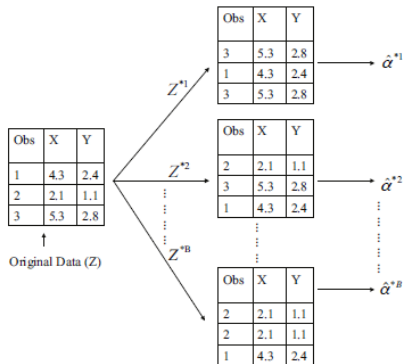 Obs X Y
3 5.3 2.8
1 4.3 2.4
3 5.3 2.8
Z*1
α̂*1
Obs X Y
1 4.3 2.4
2 2.1 1.1
3 5.3 2.8
Original Data (Z)
Z*2
Obs X Y
2 2.1 1.1
3 5.3 2.8
1 4.3 2.4
α̂*2
Z*B
Obs X Y
2 2.1 1.1
2 2.1 1.1
1 4.3 2.4
α̂*B